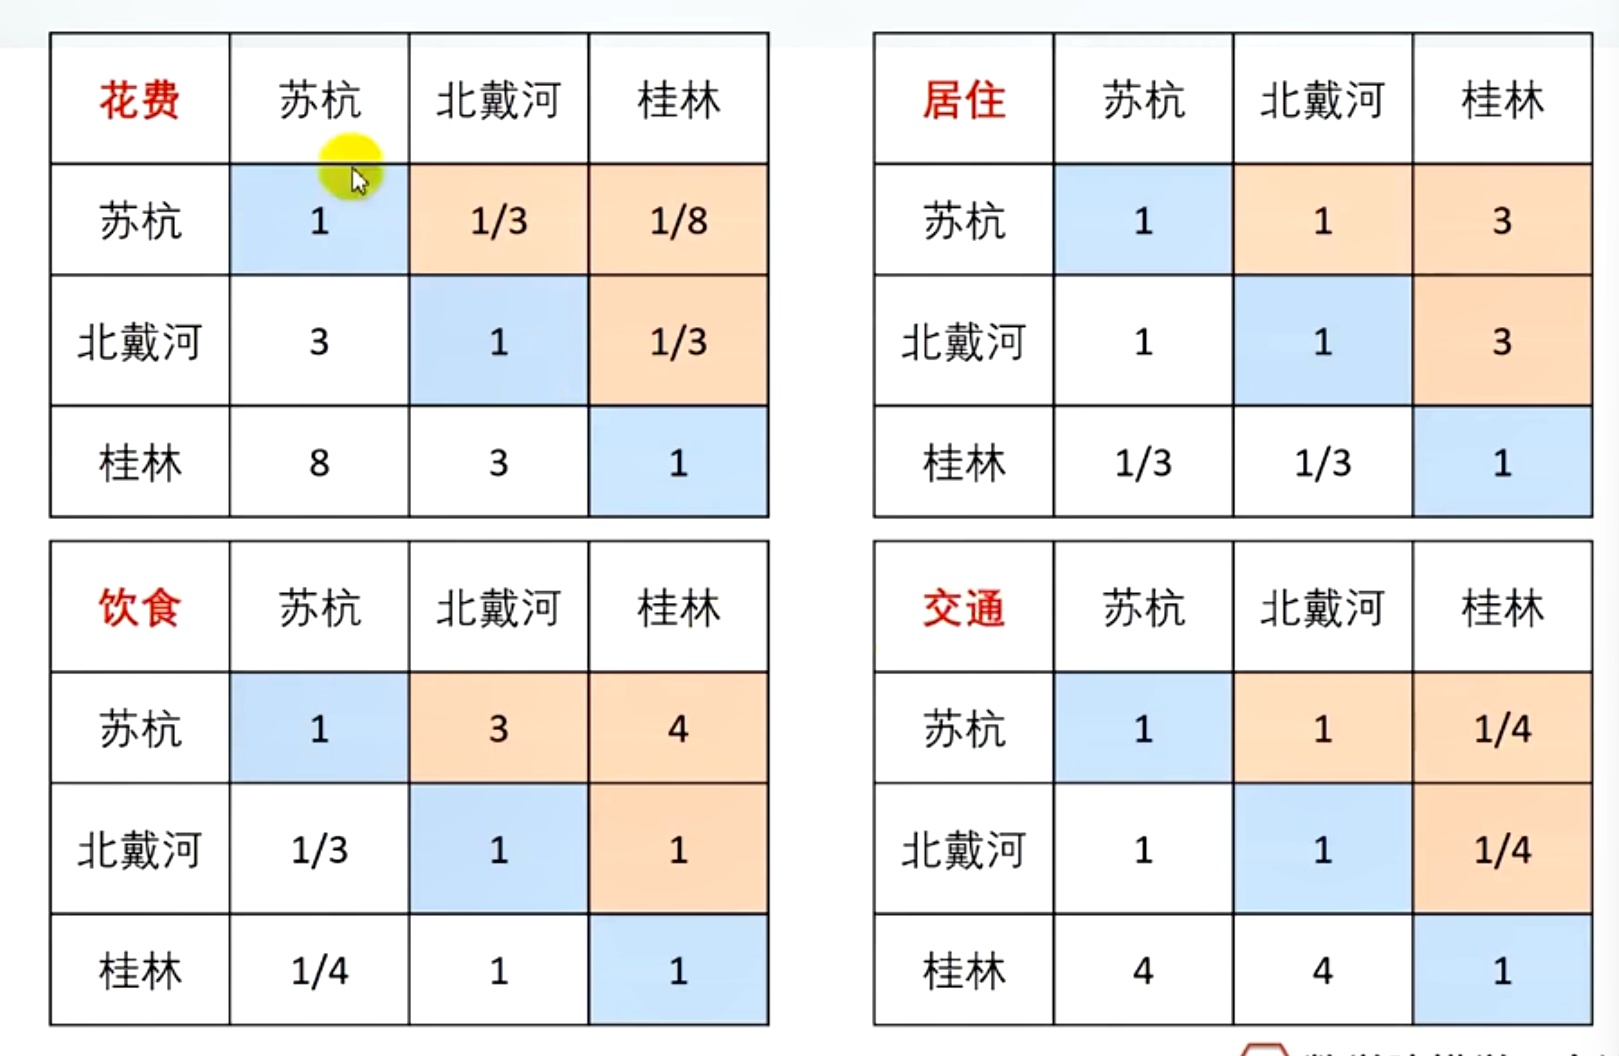 花费 苏杭 北戴河 桂林
苏杭 1 1/3 1/8
北戴河 3 1 1/3
桂林 8 3 1
居住 苏杭 北戴河 桂林
苏杭 1 1 3
北戴河 1 1 3
桂林 1/3 1/3 1
饮食 苏杭 北戴河 桂林
苏杭 1 3 4
北戴河 1/3 1 1
桂林 1/4 1 1
交通 苏杭 北戴河 桂林
苏杭 1 1 1/4
北戴河 1 1 1/4
桂林 4 4 1